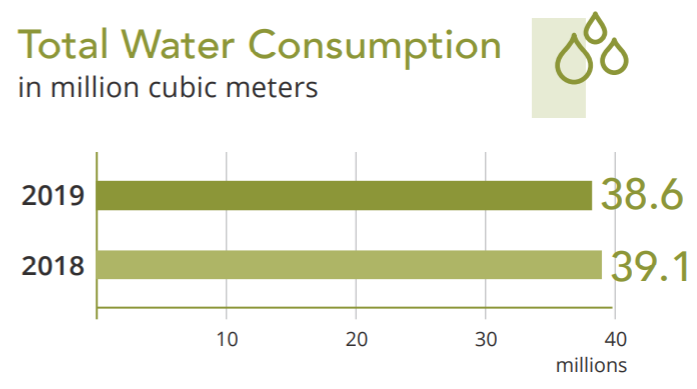 Total Water Consumption
in million cubic meters
2019 38.6
2018 39.1
10 20 30 40
millions